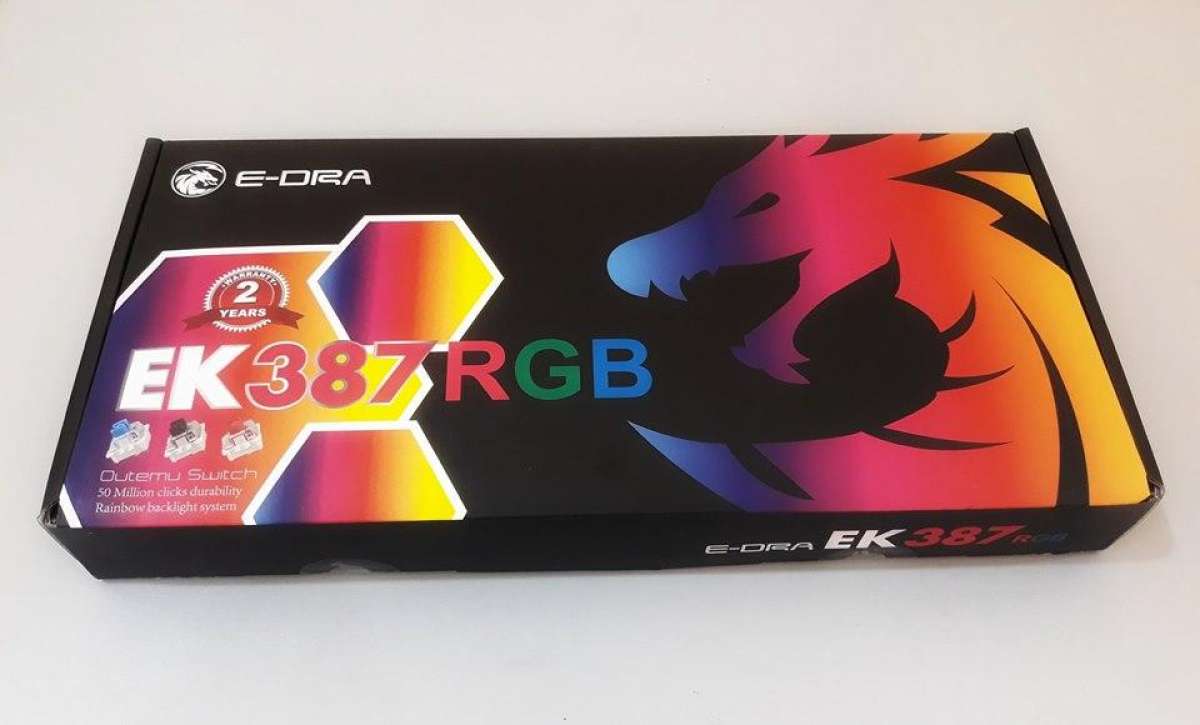 E-DRA
WARRANTY
2
YEARS
EK387RGB
Outemu Switch
50 Million clicks durability
Rainbow backlight system
E-DRA EK387RGB